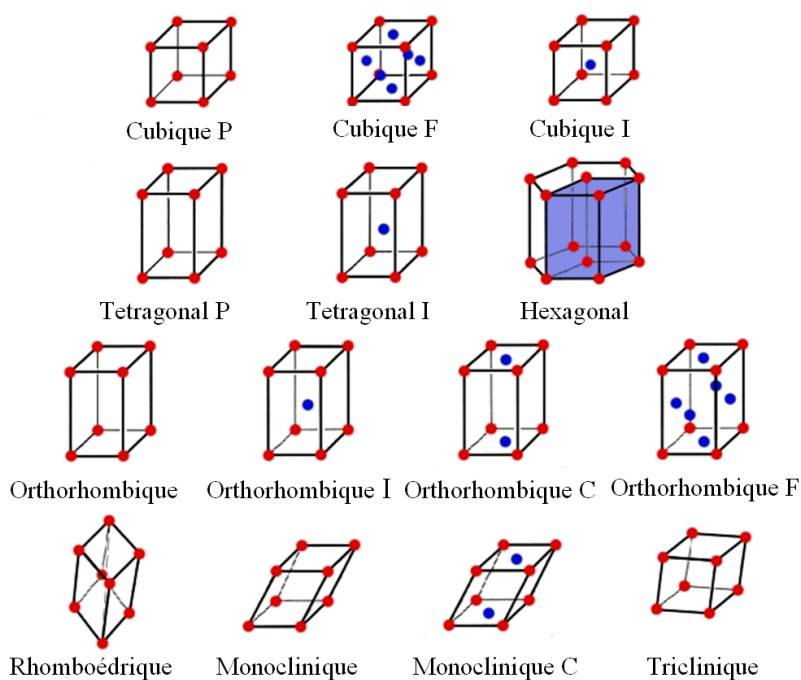 Cubique P
Cubique F
Cubique I
Tetragonal P
Tetragonal I
Hexagonal
Orthorhombique
Orthorhombique I
Orthorhombique C
Orthorhombique F
Rhomboédrique
Monoclinique
Monoclinique C
Triclinique